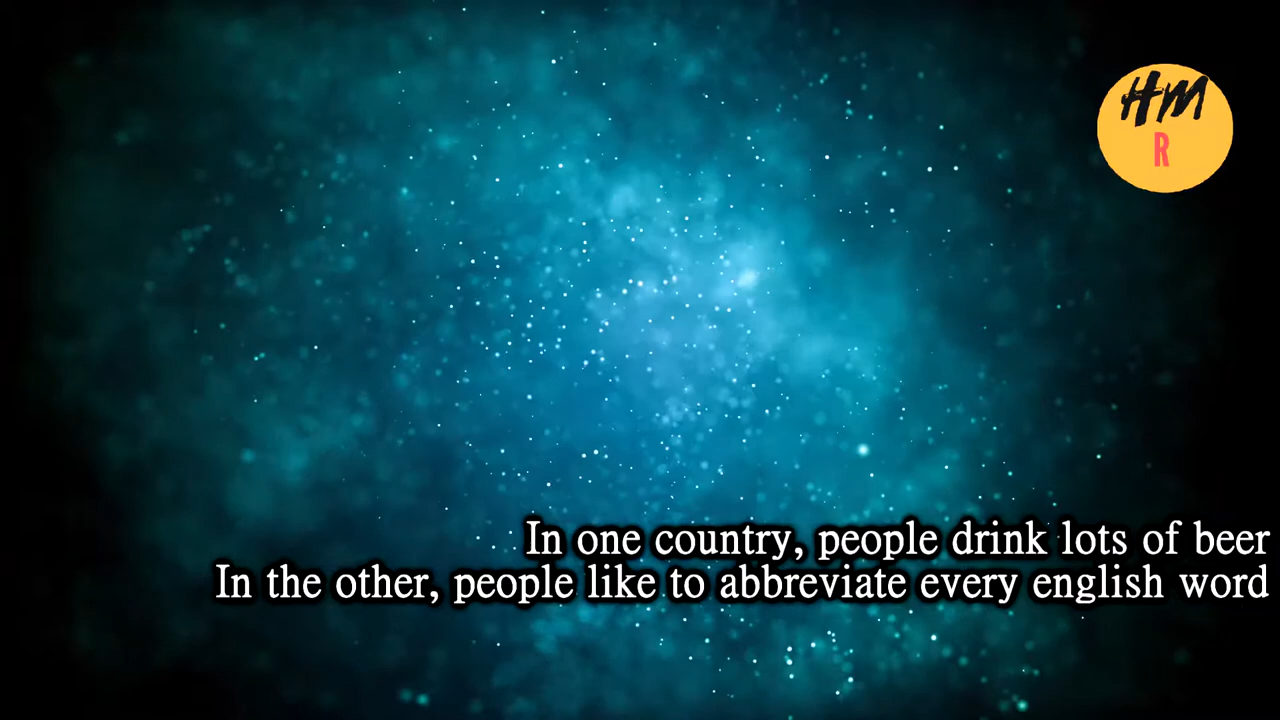 HM
R
In one country, people drink lots of beer
In the other, people like to abbreviate every english word